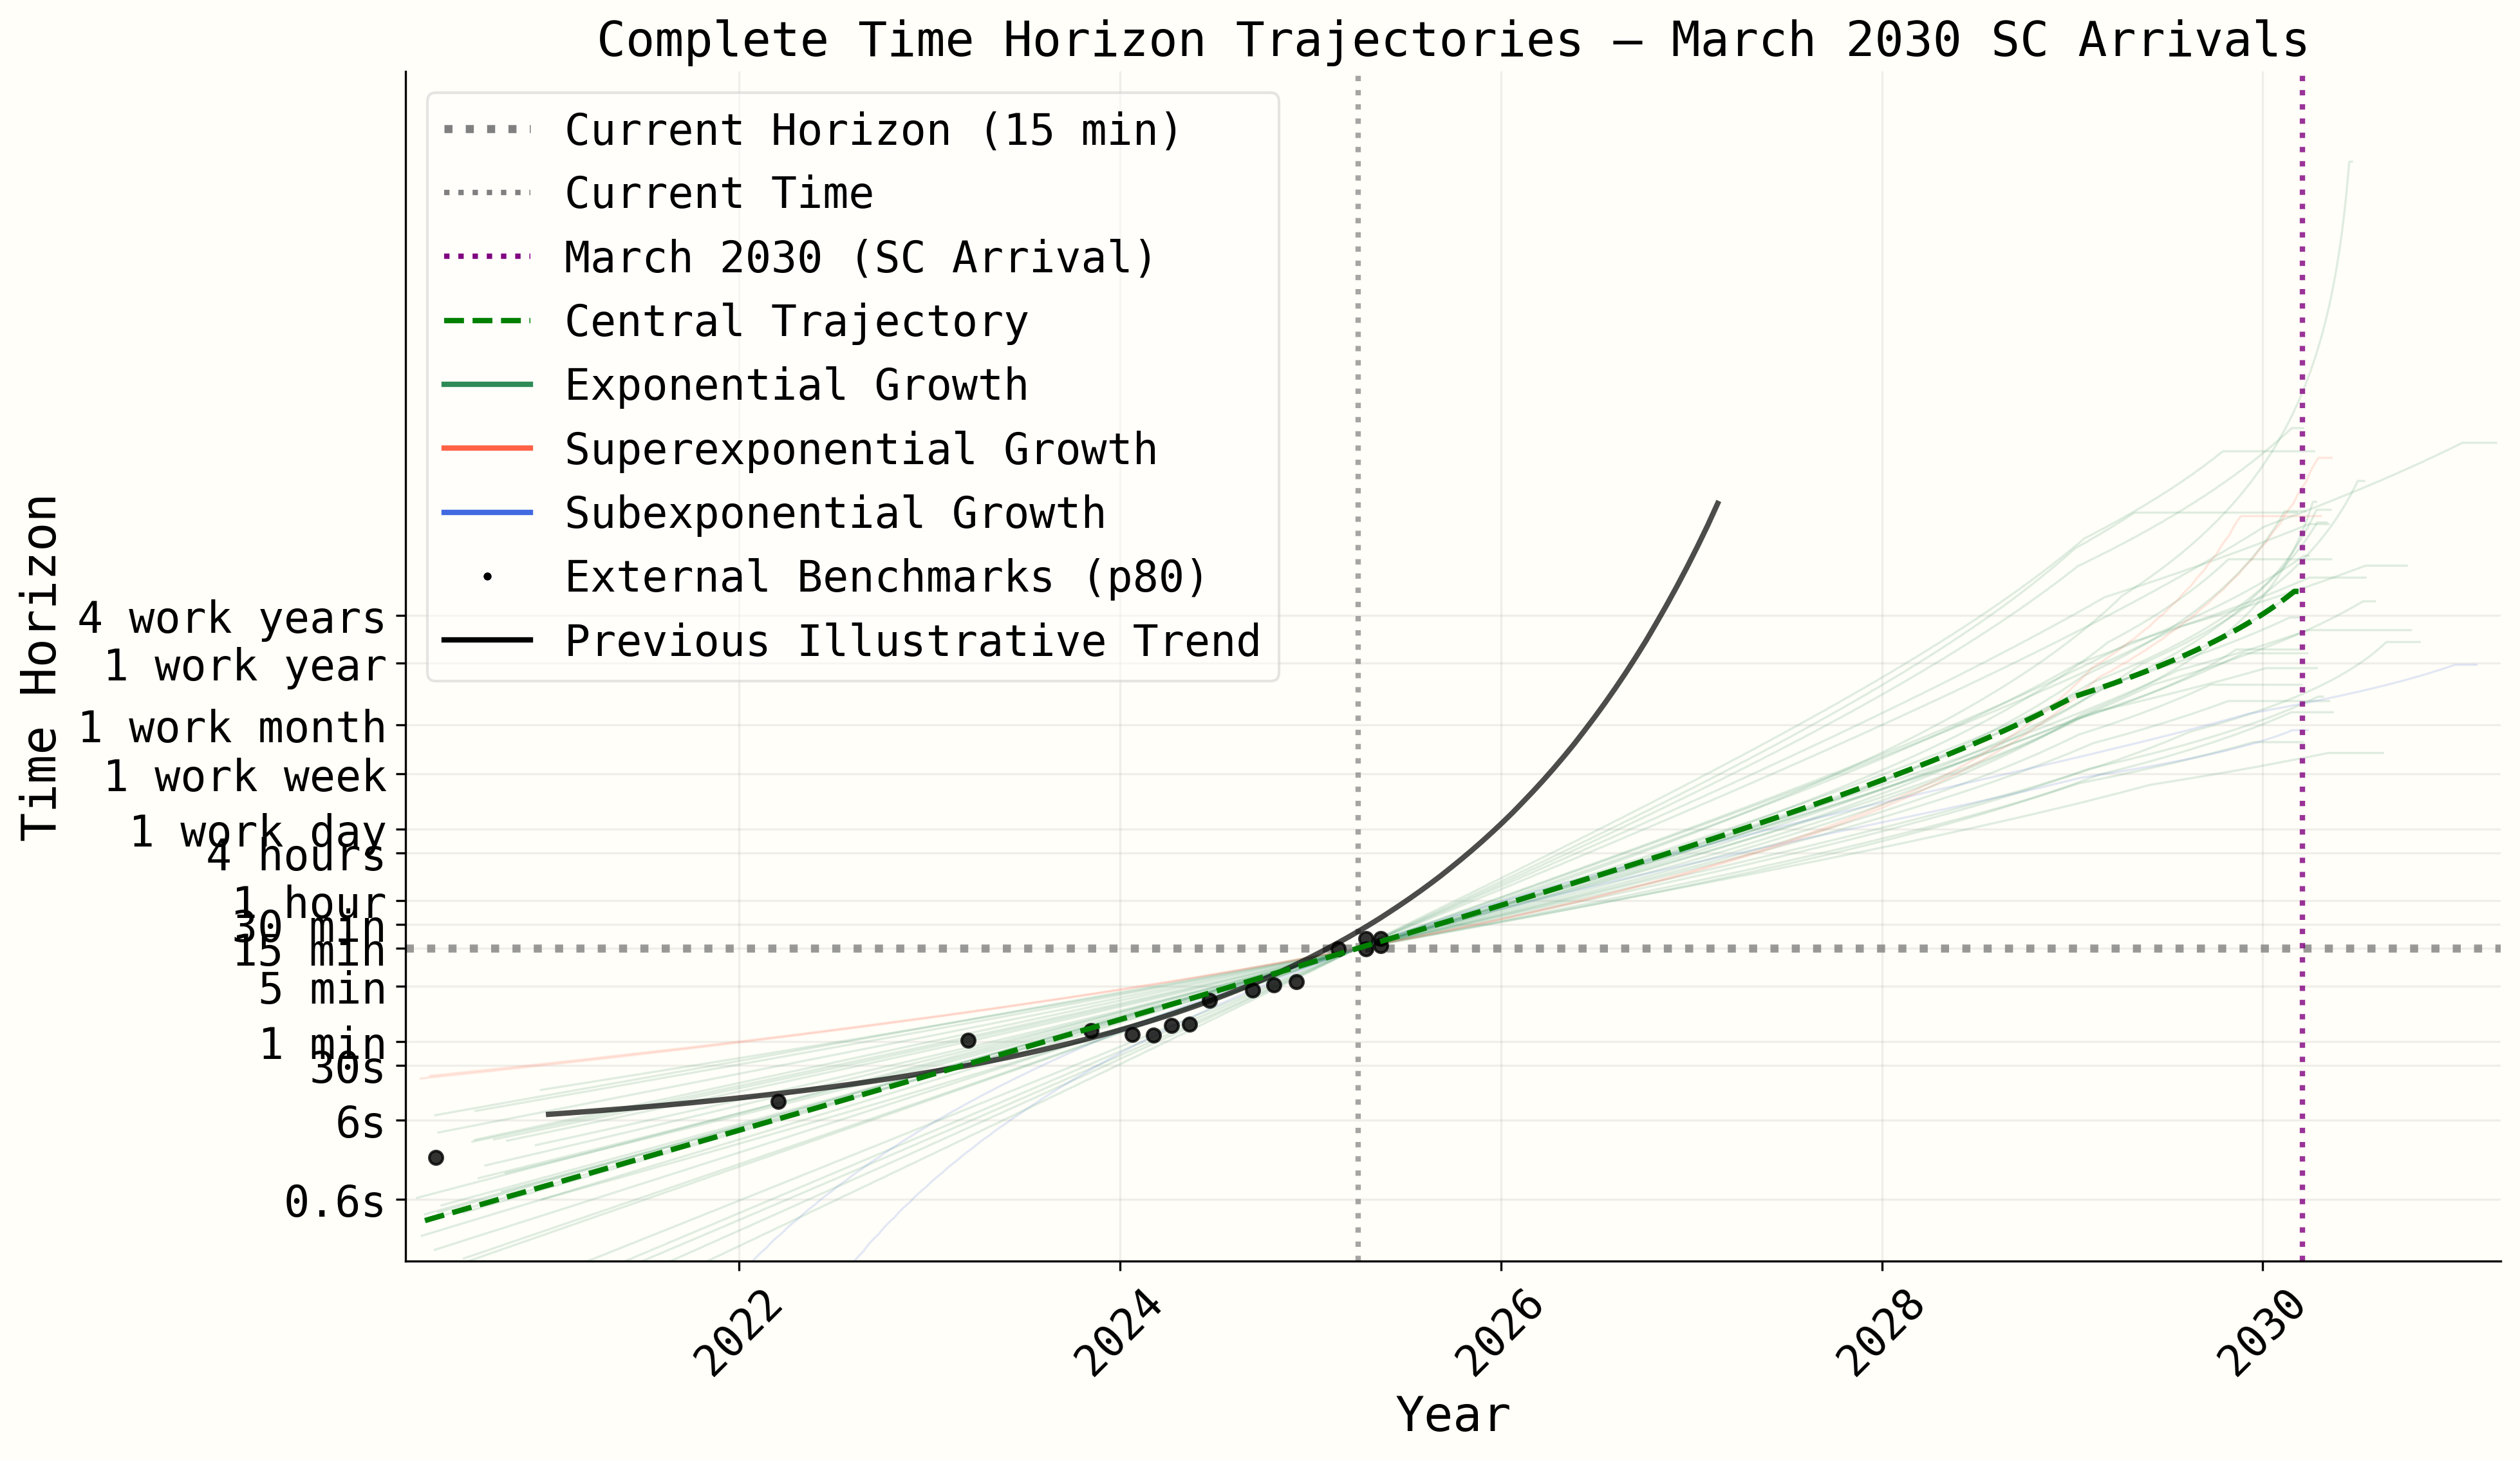 Complete Time Horizon Trajectories — March 2030 SC Arrivals
Current Horizon (15 min)
Current Time
March 2030 (SC Arrival)
Central Trajectory
Exponential Growth
Superexponential Growth
Subexponential Growth
External Benchmarks (p80)
Previous Illustrative Trend
Time Horizon
4 work years
1 work year
1 work month
1 work week
1 work day
4 hours
1 hour
30 min
15 min
5 min
1 min
30s
6s
0.6s
2022
2024
2026
2028
2030
Year